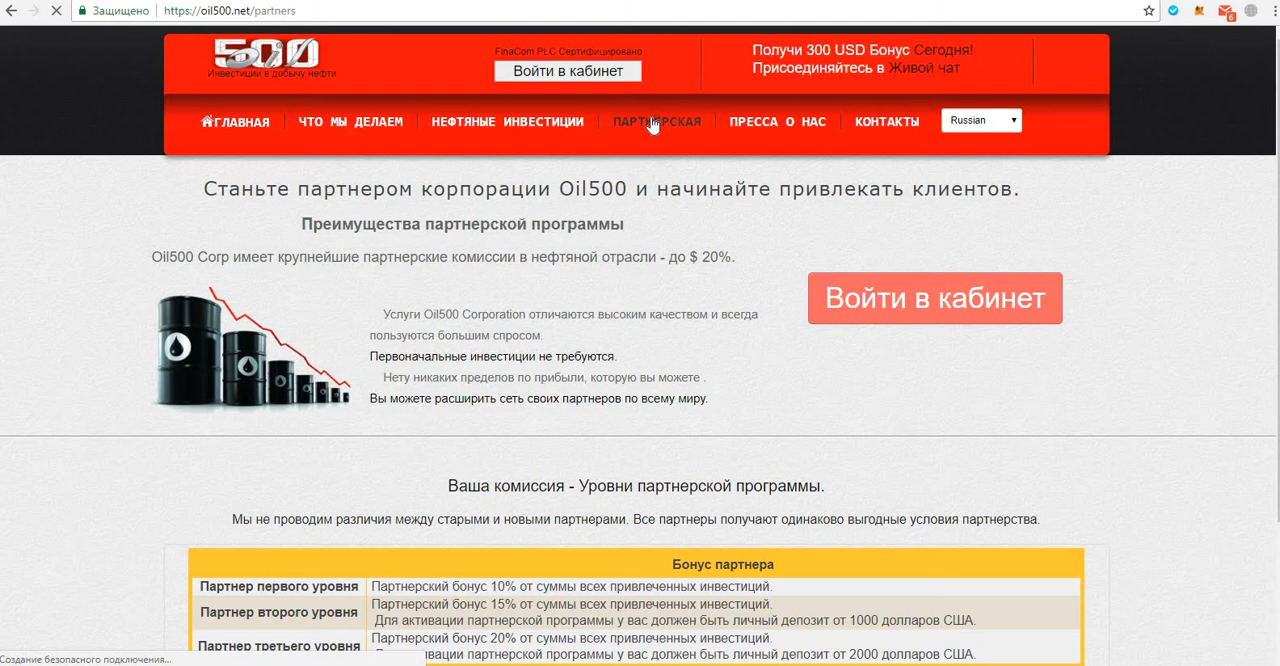 Защищено
https://oil500.net/partners
6
500
Инвестиции в добычу нефти
FinaCom PLC Сертифицировано
Войти в кабинет
Получи 300 USD Бонус Сегодня!
Присоединяйтесь в Живой чат
ГЛАВНАЯ ЧТО МЫ ДЕЛАЕМ НЕФТЯНЫЕ ИНВЕСТИЦИИ ПАРТНЕРСКАЯ ПРЕССА О НАС КОНТАКТЫ Russian
Станьте партнером корпорации Oil500 и начинайте привлекать клиентов.
Преимущества партнерской программы
Oil500 Corp имеет крупнейшие партнерские комиссии в нефтяной отрасли - до $ 20%.
Войти в кабинет
Услуги Oil500 Corporation отличаются высоким качеством и всегда
пользуются большим спросом.
Первоначальные инвестиции не требуются.
Нету никаких пределов по прибыли, которую вы можете .
Вы можете расширить сеть своих партнеров по всему миру.
Ваша комиссия - Уровни партнерской программы.
Мы не проводим различия между старыми и новыми партнерами. Все партнеры получают одинаково выгодные условия партнерства.
Бонус партнера
Партнер первого уровня Партнерский бонус 10% от суммы всех привлеченных инвестиций.
Партнер второго уровня Партнерский бонус 15% от суммы всех привлеченных инвестиций.
Для активации партнерской программы у вас должен быть личный депозит от 1000 долларов США.
Партнер третьего уровня Партнерский бонус 20% от суммы всех привлеченных инвестиций.
партнерской программы у вас должен быть личный депозит от 2000 долларов США.
Создание безопасного подключения...